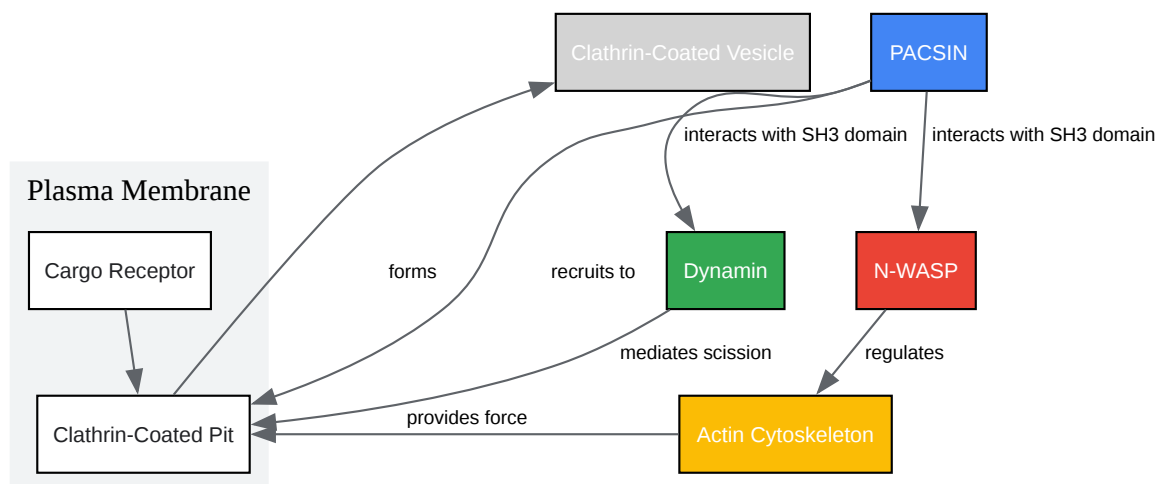 Clathrin-Coated Vesicle
PACSIN
interacts with SH3 domain
interacts with SH3 domain
Plasma Membrane
Cargo Receptor
forms
recruits to
Dynamin
N-WASP
mediates scission
regulates
provides force
Clathrin-Coated Pit
Actin Cytoskeleton